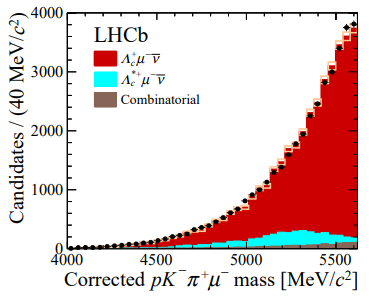 Candidates / (40 MeV/c²)
4000
3000
2000
1000
0
LHCb
Λc⁺μ⁻ν̅
Λc*⁺μ⁻ν̅
Combinatorial
4000 4500 5000 5500
Corrected pK⁻π⁺μ⁻ mass [MeV/c²]